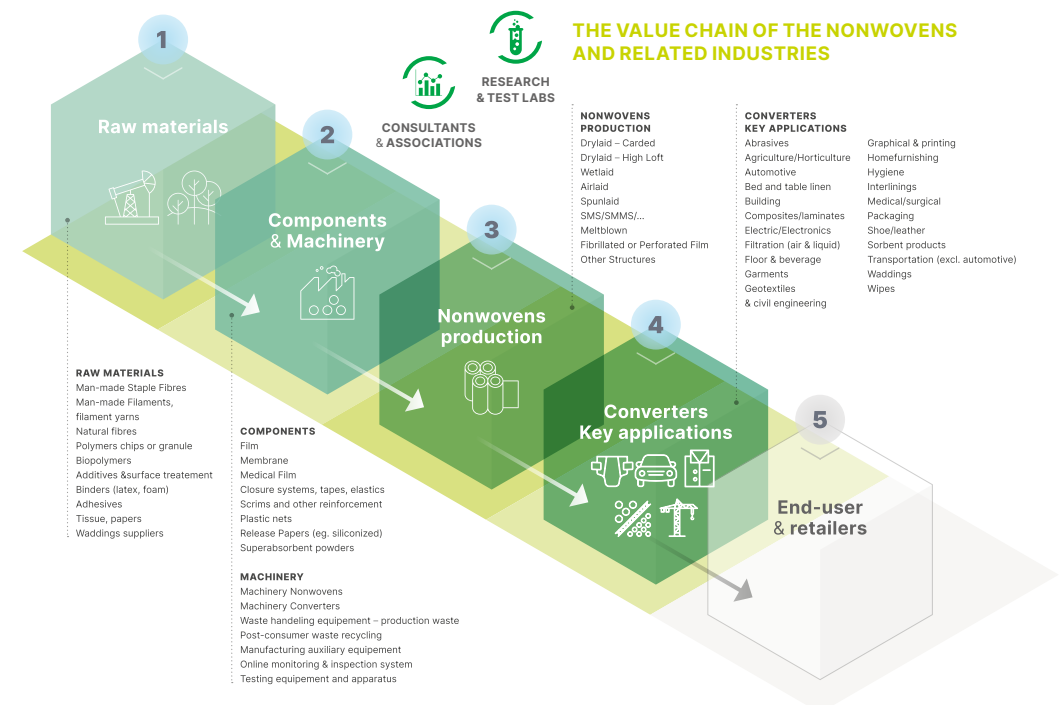 THE VALUE CHAIN OF THE NONWOVENS
AND RELATED INDUSTRIES
RESEARCH
& TEST LABS
CONSULTANTS
& ASSOCIATIONS
1
Raw materials
2
Components
& Machinery
3
Nonwovens
production
4
Converters
Key applications
5
End-user
& retailers
NONWOVENS
PRODUCTION
Drylaid – Carded
Drylaid – High Loft
Wetlaid
Airlaid
Spunlaid
SMS/SMMS/...
Meltblown
Fibrillated or Perforated Film
Other Structures
CONVERTERS
KEY APPLICATIONS
Abrasives
Agriculture/Horticulture
Automotive
Bed and table linen
Building
Composites/laminates
Electric/Electronics
Filtration (air & liquid)
Floor & beverage
Garments
Geotextiles
& civil engineering
Graphical & printing
Homefurnishing
Hygiene
Interlinings
Medical/surgical
Packaging
Shoe/leather
Sorbent products
Transportation (excl. automotive)
Waddings
Wipes
RAW MATERIALS
Man-made Staple Fibres
Man-made Filaments,
filament yarns
Natural fibres
Polymers chips or granule
Biopolymers
Additives &surface treatement
Binders (latex, foam)
Adhesives
Tissue, papers
Waddings suppliers
COMPONENTS
Film
Membrane
Medical Film
Closure systems, tapes, elastics
Scrims and other reinforcement
Plastic nets
Release Papers (eg. siliconized)
Superabsorbent powders
MACHINERY
Machinery Nonwovens
Machinery Converters
Waste handeling equipement – production waste
Post-consumer waste recycling
Manufacturing auxiliary equipement
Online monitoring & inspection system
Testing equipement and apparatus